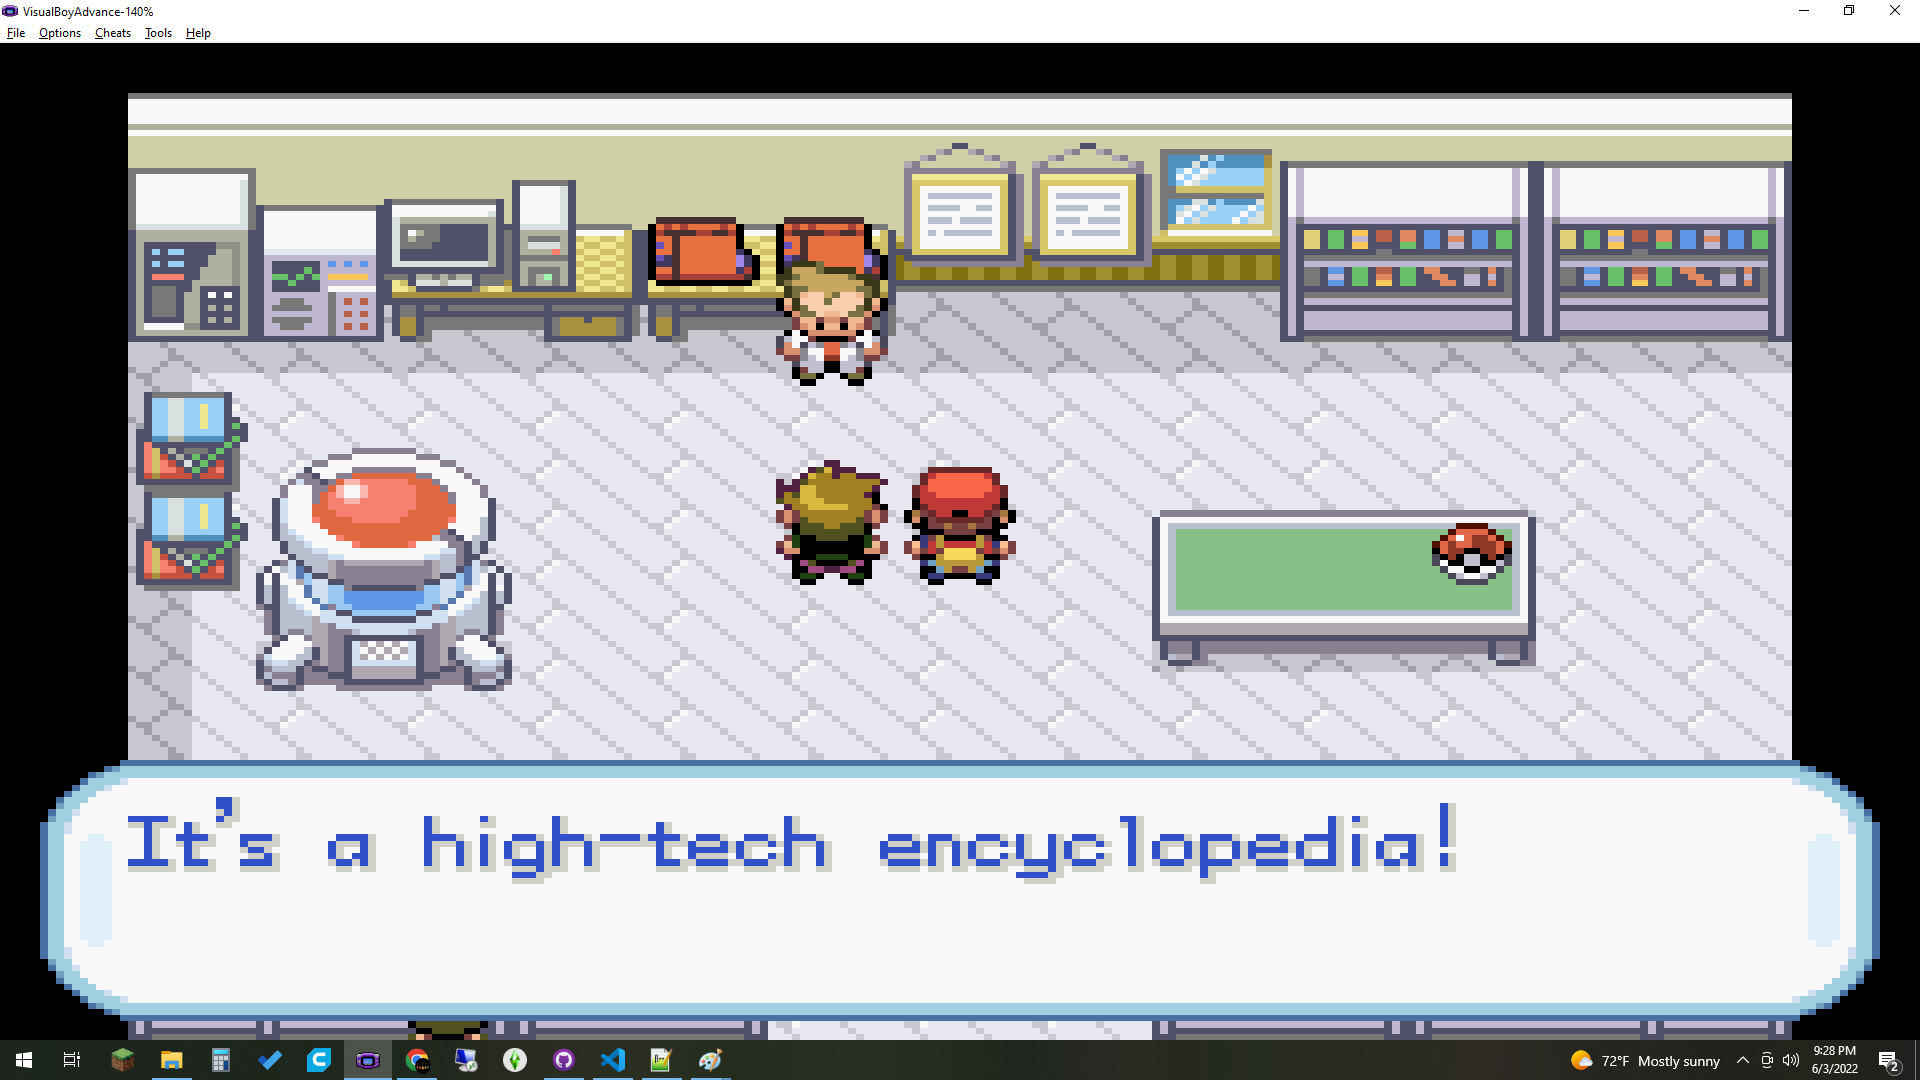 VisualBoyAdvance-140%
File Options Cheats Tools Help
It's a high-tech encyclopedia!
72°F Mostly sunny
9:28 PM
6/3/2022
2